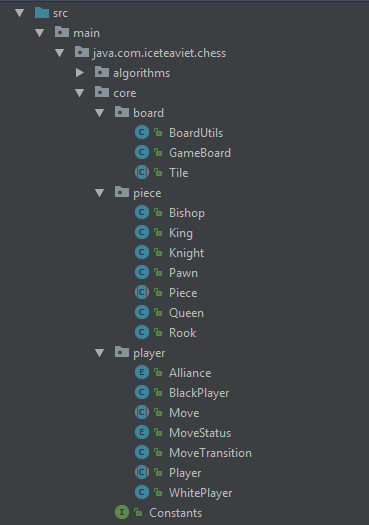 src
main
java.com.iceteaviet.chess
algorithms
core
board
C BoardUtils
C GameBoard
C Tile
piece
C Bishop
C King
C Knight
C Pawn
C Piece
C Queen
C Rook
player
E Alliance
C BlackPlayer
C Move
E MoveStatus
C MoveTransition
C Player
C WhitePlayer
I Constants